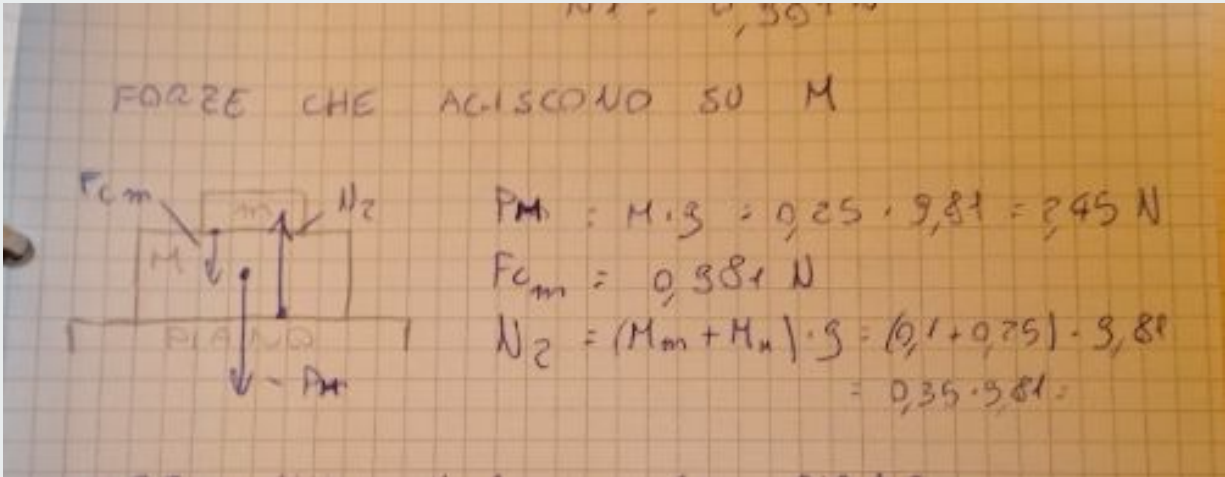 FORZE CHE AGISCONO SU M
Fcm
m
N2
M
PIANO
PM
PM = M·g = 0,25 · 9,81 = 2,45 N
Fcm = 0,981 N
N2 = (Mm + MM)·g = (0,1 + 0,25) · 9,81
= 0,35 · 9,81 =